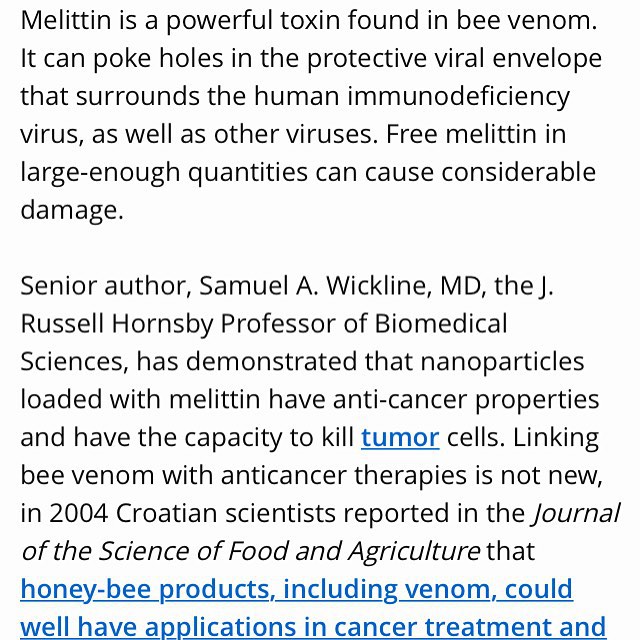 Melittin is a powerful toxin found in bee venom.
It can poke holes in the protective viral envelope
that surrounds the human immunodeficiency
virus, as well as other viruses. Free melittin in
large-enough quantities can cause considerable
damage.
Senior author, Samuel A. Wickline, MD, the J.
Russell Hornsby Professor of Biomedical
Sciences, has demonstrated that nanoparticles
loaded with melittin have anti-cancer properties
and have the capacity to kill tumor cells. Linking
bee venom with anticancer therapies is not new,
in 2004 Croatian scientists reported in the Journal
of the Science of Food and Agriculture that
honey-bee products, including venom, could
well have applications in cancer treatment and